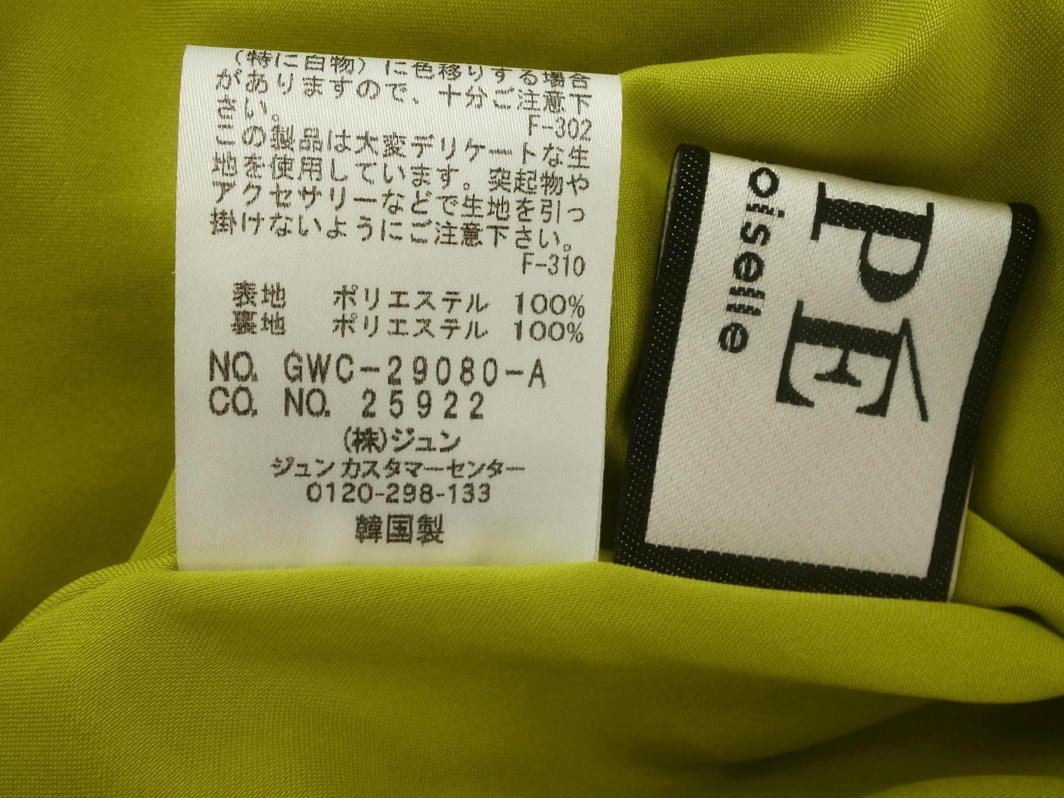 （特に白物）に色移りする場合
がありますので、十分ご注意下
さい。
F-302
この製品は大変デリケートな生
地を使用しています。突起物や
アクセサリーなどで生地を引っ
掛けないようにご注意下さい。
F-310
表地 ポリエステル 100%
裏地 ポリエステル 100%
NO. GWC-29080-A
CO. NO. 25922
(株)ジュン
ジュンカスタマーセンター
0120-298-133
韓国製
PÉ
oiselle